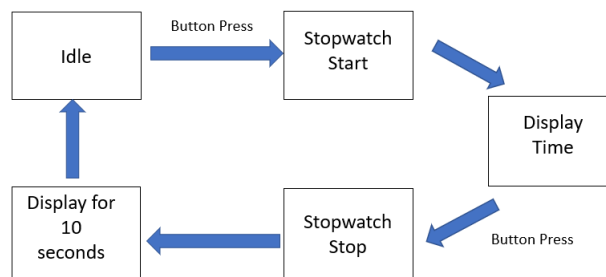 Idle
Button Press
Stopwatch
Start
Display
Time
Button Press
Stopwatch
Stop
Display for
10
seconds